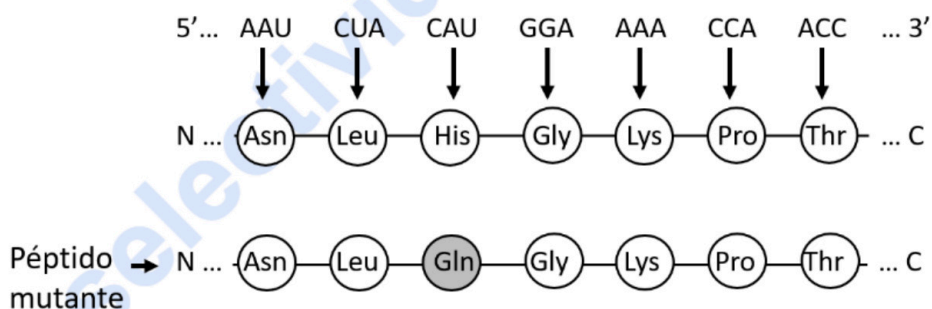 5’... AAU CUA CAU GGA AAA CCA ACC ... 3’
N ... Asn Leu His Gly Lys Pro Thr ... C
Péptido
mutante
N ... Asn Leu Gln Gly Lys Pro Thr ... C